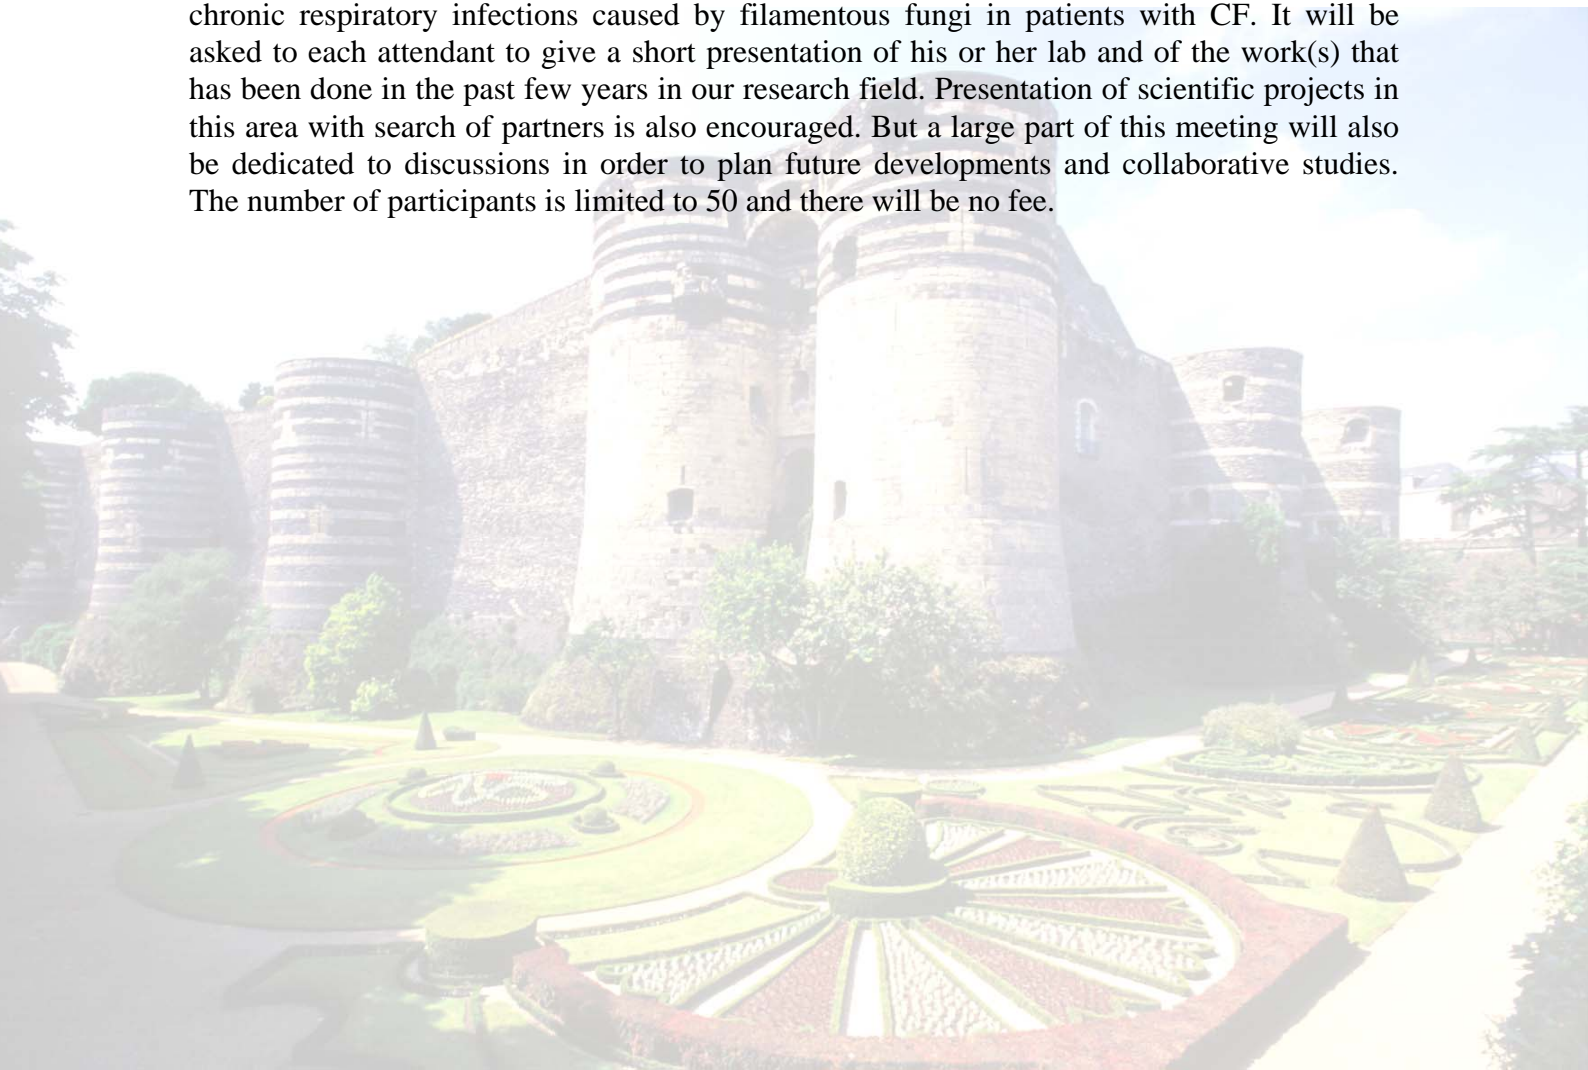 chronic respiratory infections caused by filamentous fungi in patients with CF. It will be
asked to each attendant to give a short presentation of his or her lab and of the work(s) that
has been done in the past few years in our research field. Presentation of scientific projects in
this area with search of partners is also encouraged. But a large part of this meeting will also
be dedicated to discussions in order to plan future developments and collaborative studies.
The number of participants is limited to 50 and there will be no fee.